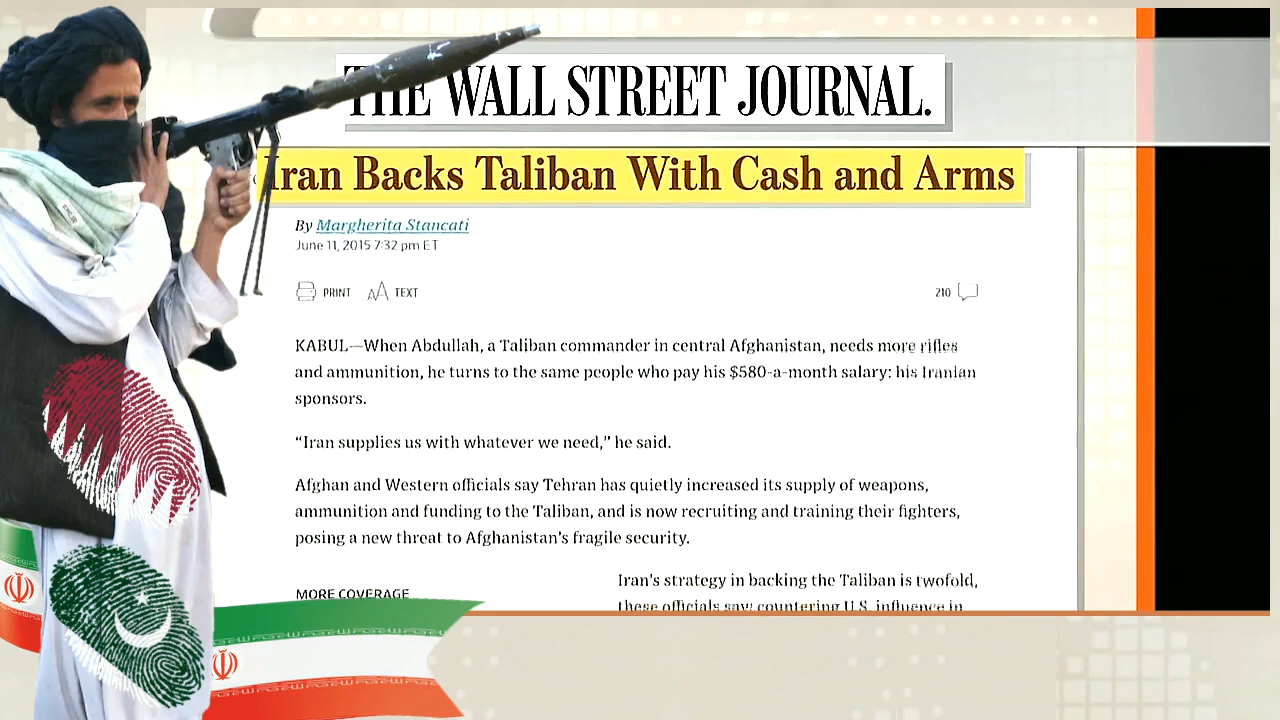 THE WALL STREET JOURNAL.
Iran Backs Taliban With Cash and Arms
By Margherita Stancati
June 11, 2015 7:32 pm ET
PRINT TEXT 210
KABUL—When Abdullah, a Taliban commander in central Afghanistan, needs more rifles
and ammunition, he turns to the same people who pay his $580-a-month salary: his Iranian
sponsors.
“Iran supplies us with whatever we need,” he said.
Afghan and Western officials say Tehran has quietly increased its supply of weapons,
ammunition and funding to the Taliban, and is now recruiting and training their fighters,
posing a new threat to Afghanistan’s fragile security.
MORE COVERAGE
Iran’s strategy in backing the Taliban is twofold,
these officials say: countering U.S. influence in